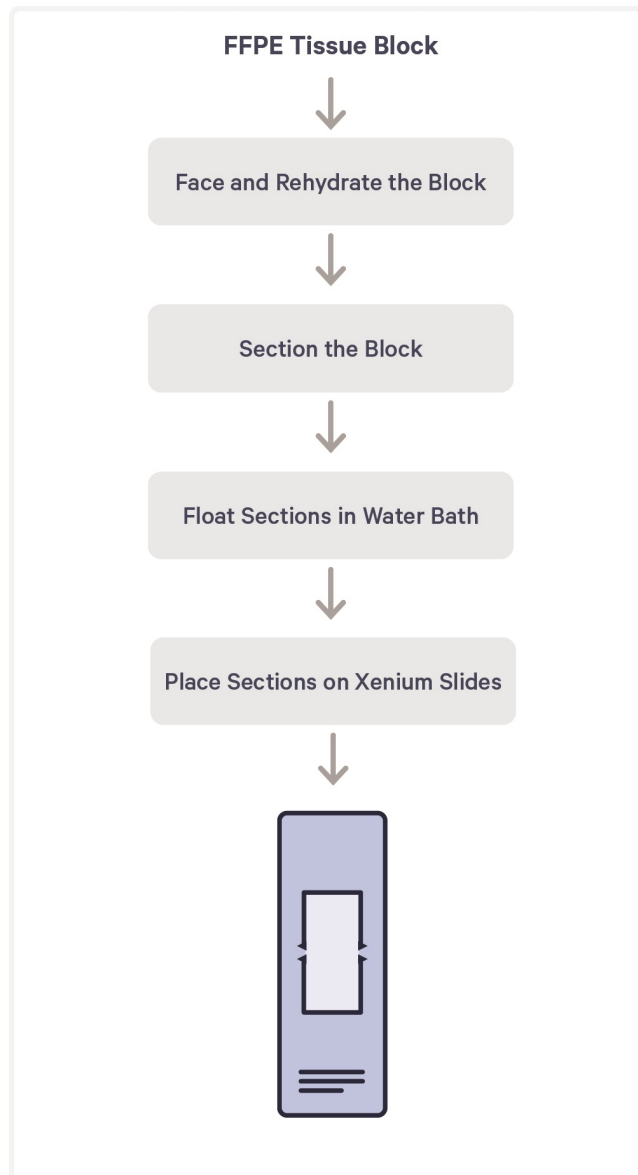 FFPE Tissue Block
Face and Rehydrate the Block
Section the Block
Float Sections in Water Bath
Place Sections on Xenium Slides